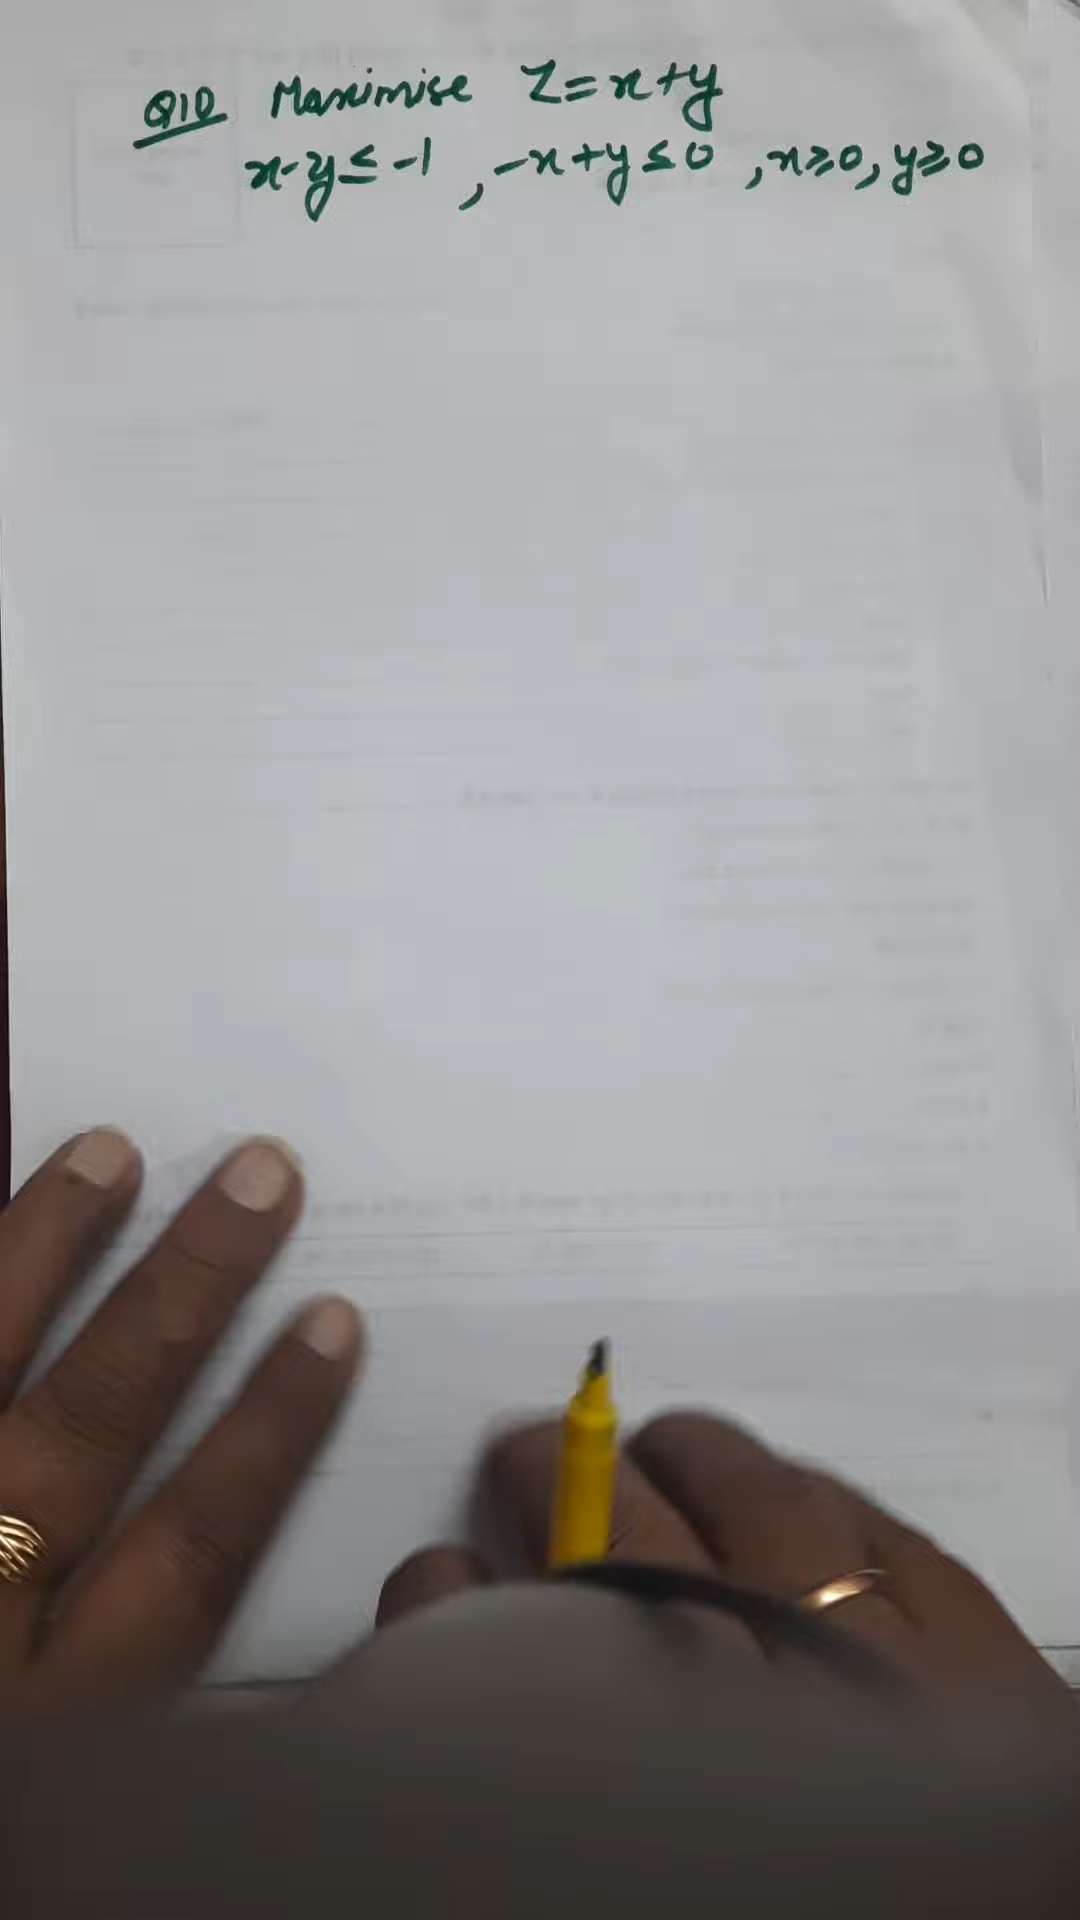 Q10 Maximise Z=x+y
x-y≤-1, -x+y≤0, x≥0, y≥0